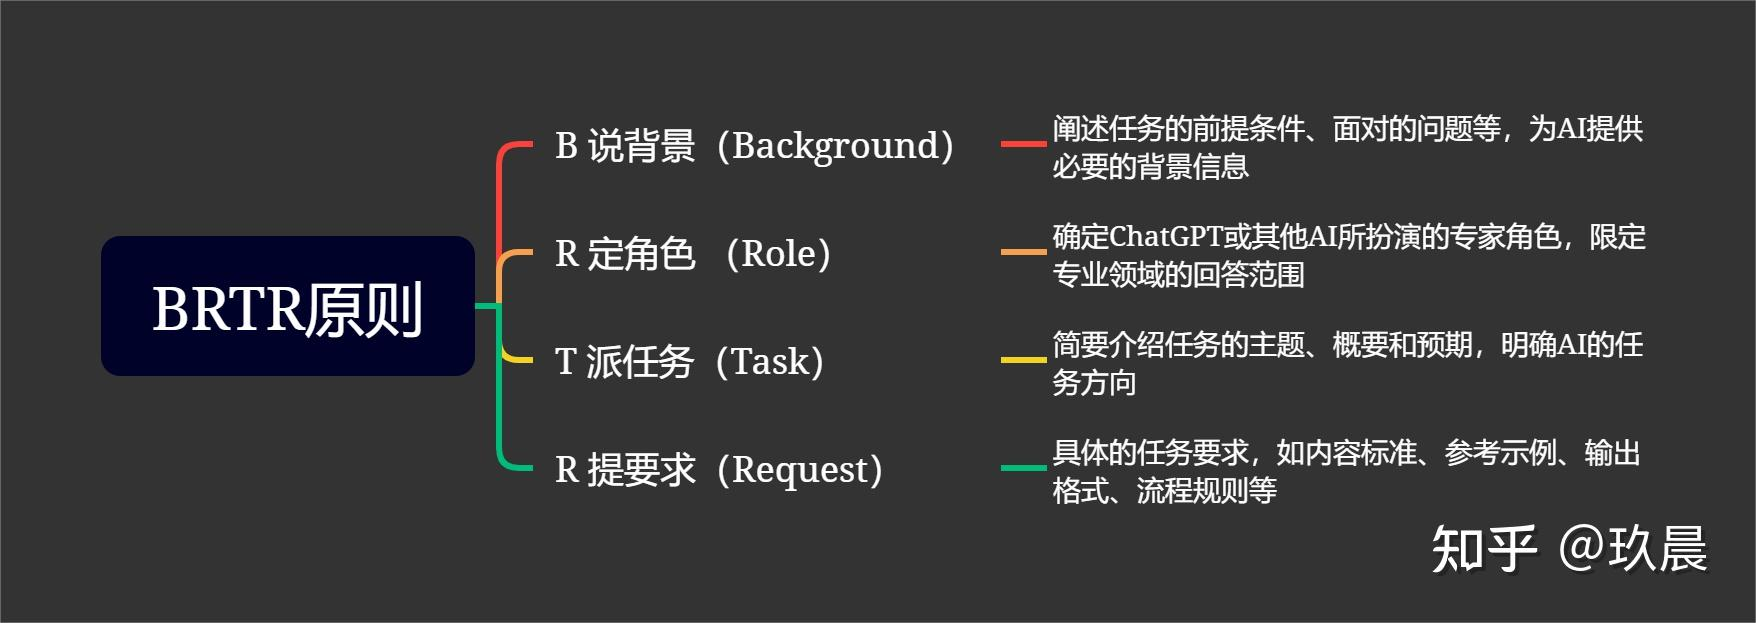 BRTR原则
B 说背景（Background）
阐述任务的前提条件、面对的问题等，为AI提供
必要的背景信息
R 定角色 （Role）
确定ChatGPT或其他AI所扮演的专家角色，限定
专业领域的回答范围
T 派任务（Task）
简要介绍任务的主题、概要和预期，明确AI的任
务方向
R 提要求（Request）
具体的任务要求，如内容标准、参考示例、输出
格式、流程规则等
知乎 @玖晨